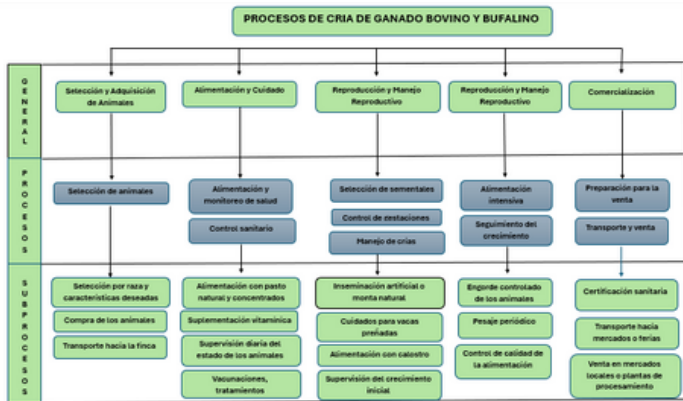 PROCESOS DE CRIA DE GANADO BOVINO Y BUFALINO
GENERAL
Selección y Adquisición
de Animales
Alimentación y Cuidado
Reproducción y Manejo
Reproductivo
Reproducción y Manejo
Reproductivo
Comercialización
PROCESOS
Selección de animales
Alimentación y
monitoreo de salud
Control sanitario
Selección de sementales
Control de gestaciones
Manejo de crías
Alimentación
intensiva
Seguimiento del
crecimiento
Preparación para la
venta
Transporte y venta
SUBPROCESOS
Selección por raza y
características deseadas
Compra de los animales
Transporte hacia la finca
Alimentación con pasto
natural y concentrados
Suplementación vitamínica
Supervisión diaria del
estado de los animales
Vacunaciones,
tratamientos
Inseminación artificial o
monta natural
Cuidados para vacas
preñadas
Alimentación con calostro
Supervisión del crecimiento
inicial
Engorde controlado
de los animales
Pesaje periódico
Control de calidad de
la alimentación
Certificación sanitaria
Transporte hacia
mercados o ferias
Venta en mercados
locales o plantas de
procesamiento